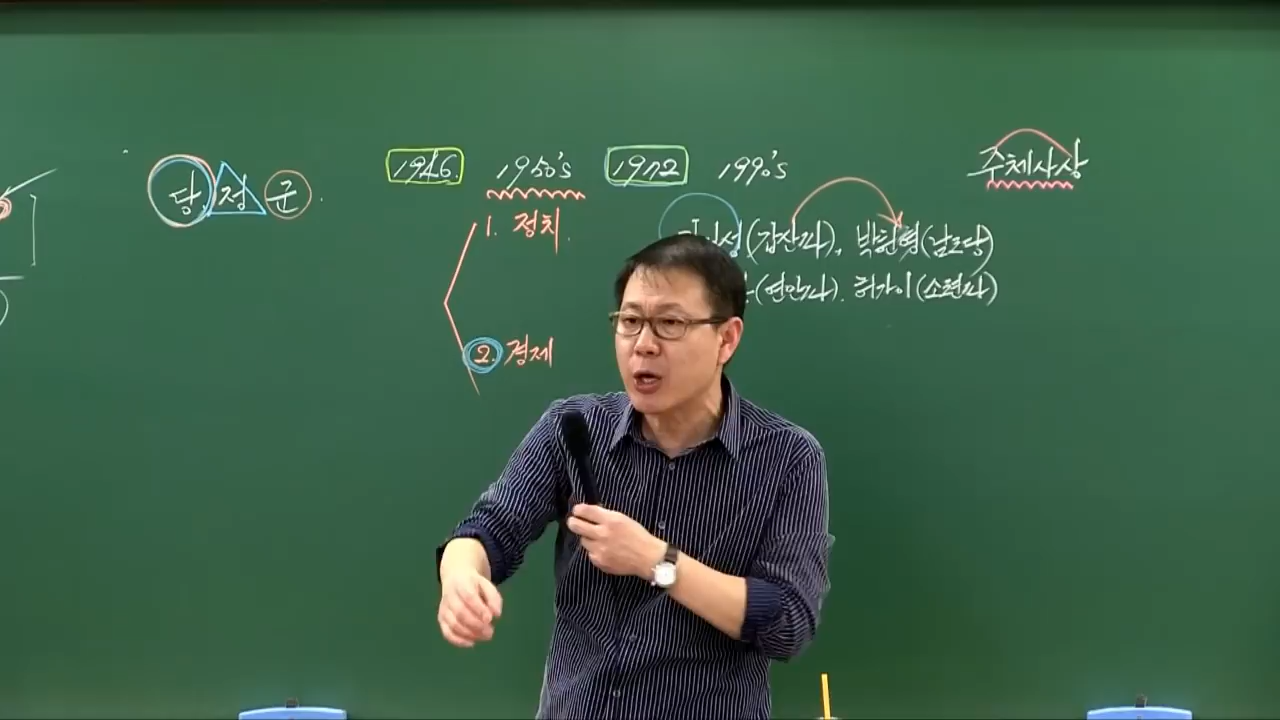 당.정.군.
1946. 1950's 1972 1990's
주체사상
1. 정치.
(갑산파), 박헌영(남로당)
(연안파). 허가이(소련파)
2. 경제